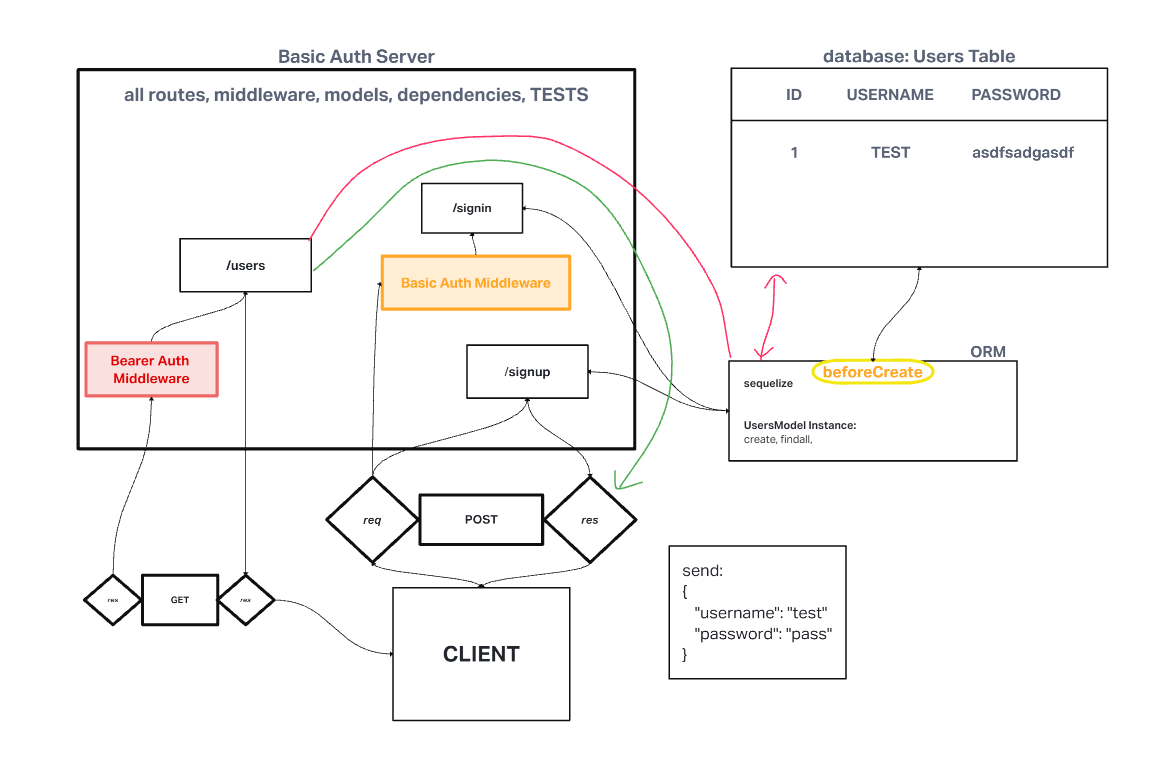 Basic Auth Server
database: Users Table
all routes, middleware, models, dependencies, TESTS
ID USERNAME PASSWORD
1 TEST asdfsadgasdf
/signin
/users
Basic Auth Middleware
Bearer Auth
Middleware
/signup
ORM
beforeCreate
sequelize
UsersModel Instance:
create, findall,
req
POST
res
res
GET
res
CLIENT
send:
{
"username": "test"
"password": "pass"
}